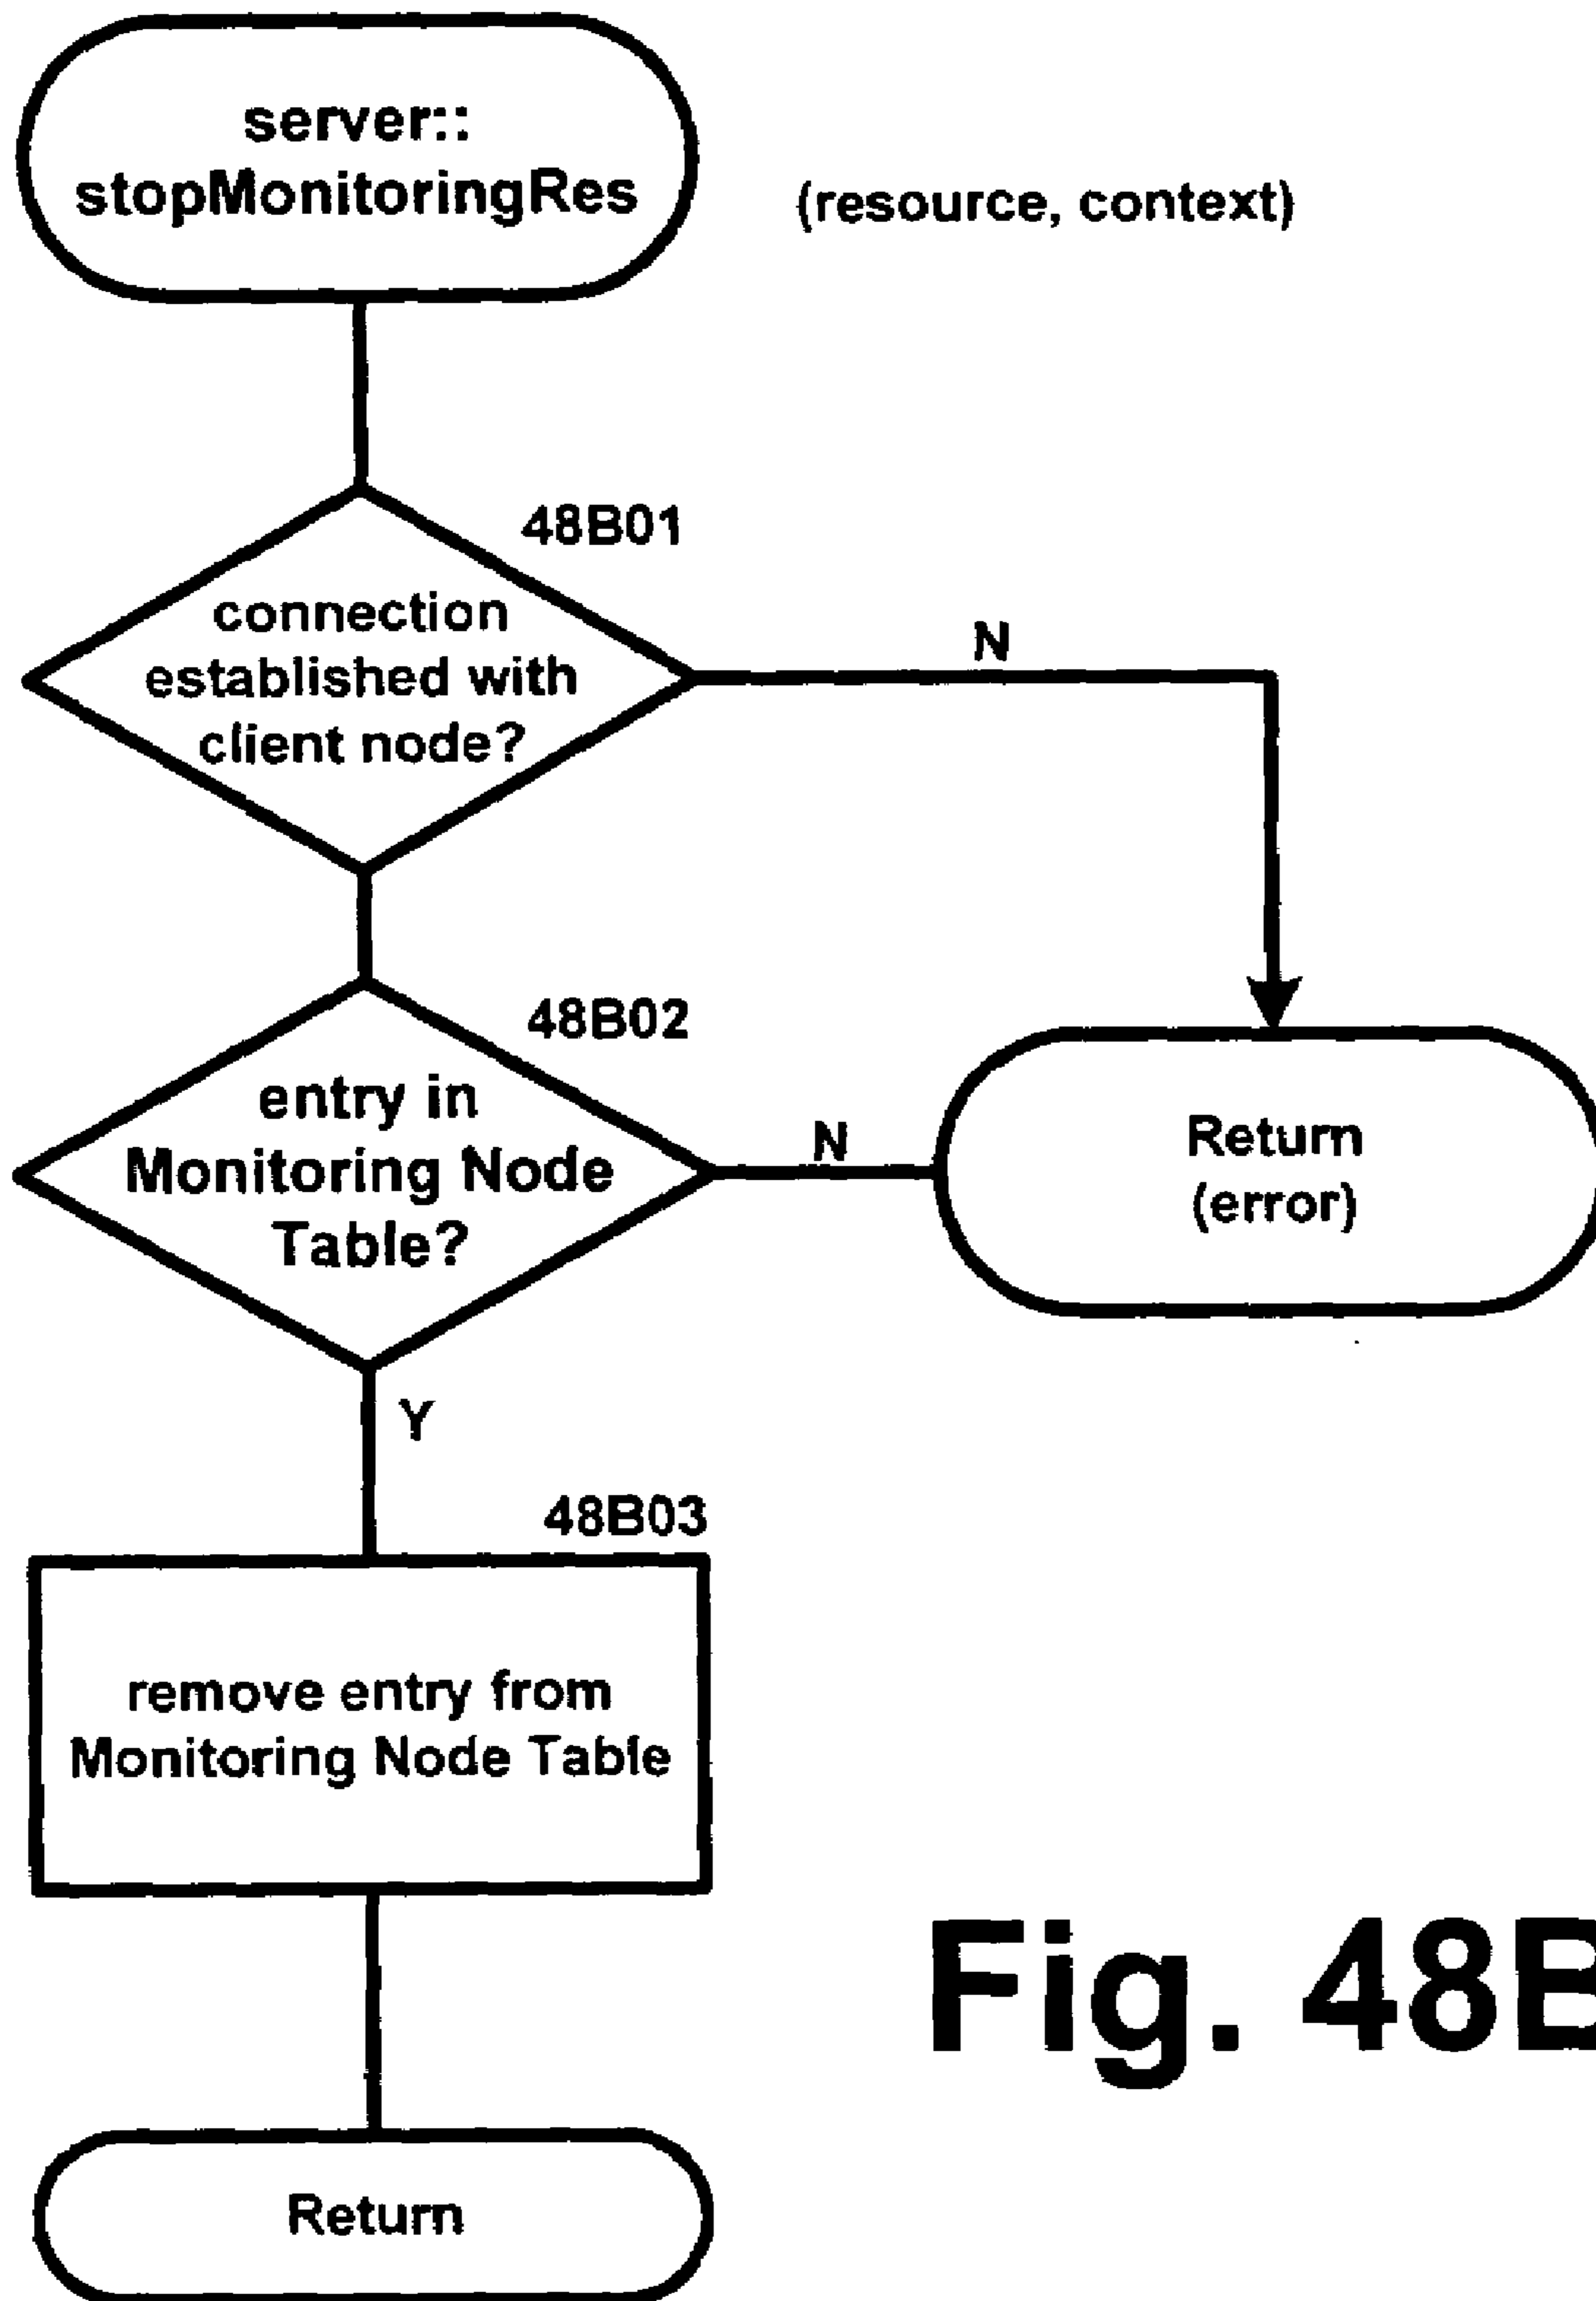 server::
stopMonitoringRes
(resource, context)
48B01
connection
established with
client node?
N
48B02
entry in
Monitoring Node
Table?
N
Return
(error)
Y
48B03
remove entry from
Monitoring Node Table
Fig. 48B
Return